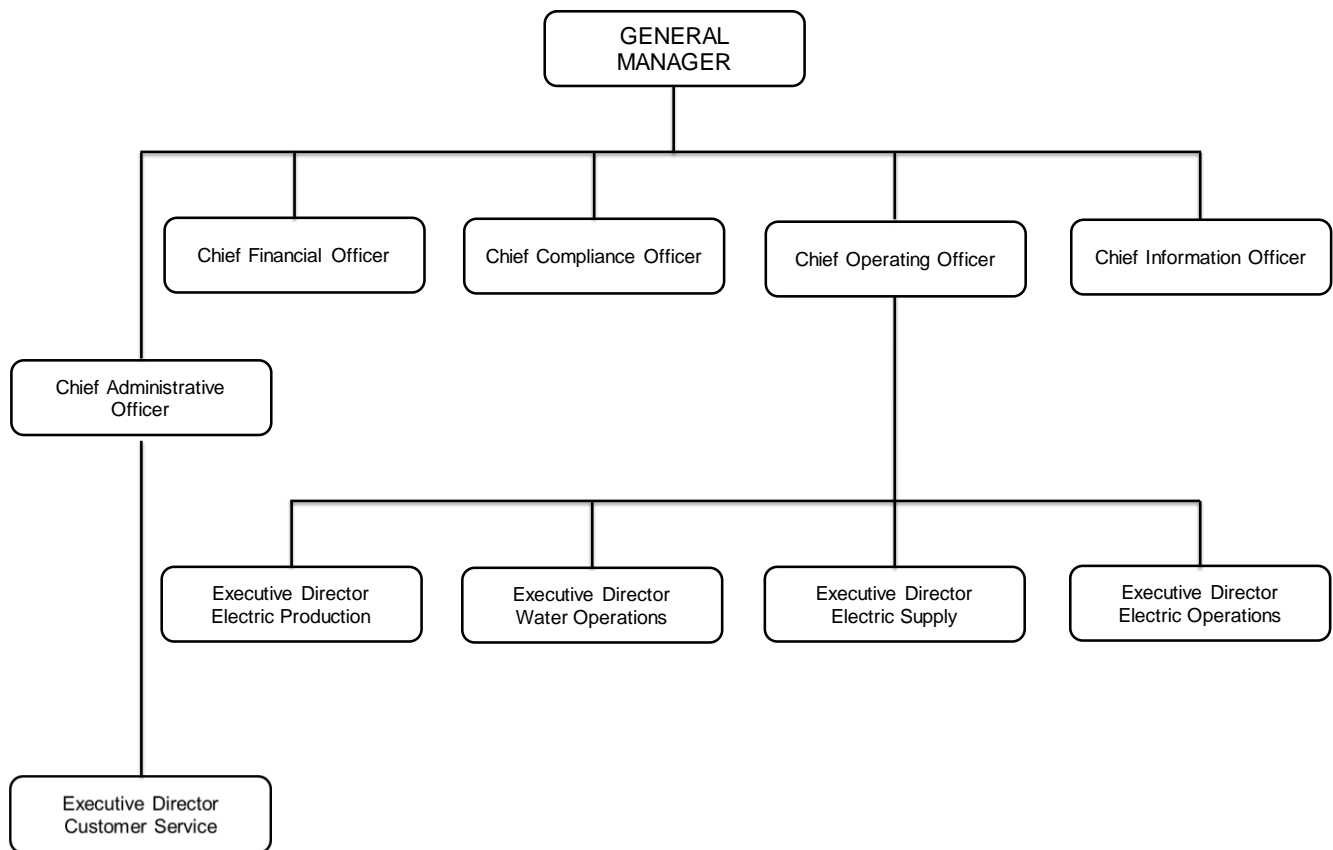 GENERAL
MANAGER
Chief Financial Officer
Chief Compliance Officer
Chief Operating Officer
Chief Information Officer
Chief Administrative
Officer
Executive Director
Electric Production
Executive Director
Water Operations
Executive Director
Electric Supply
Executive Director
Electric Operations
Executive Director
Customer Service